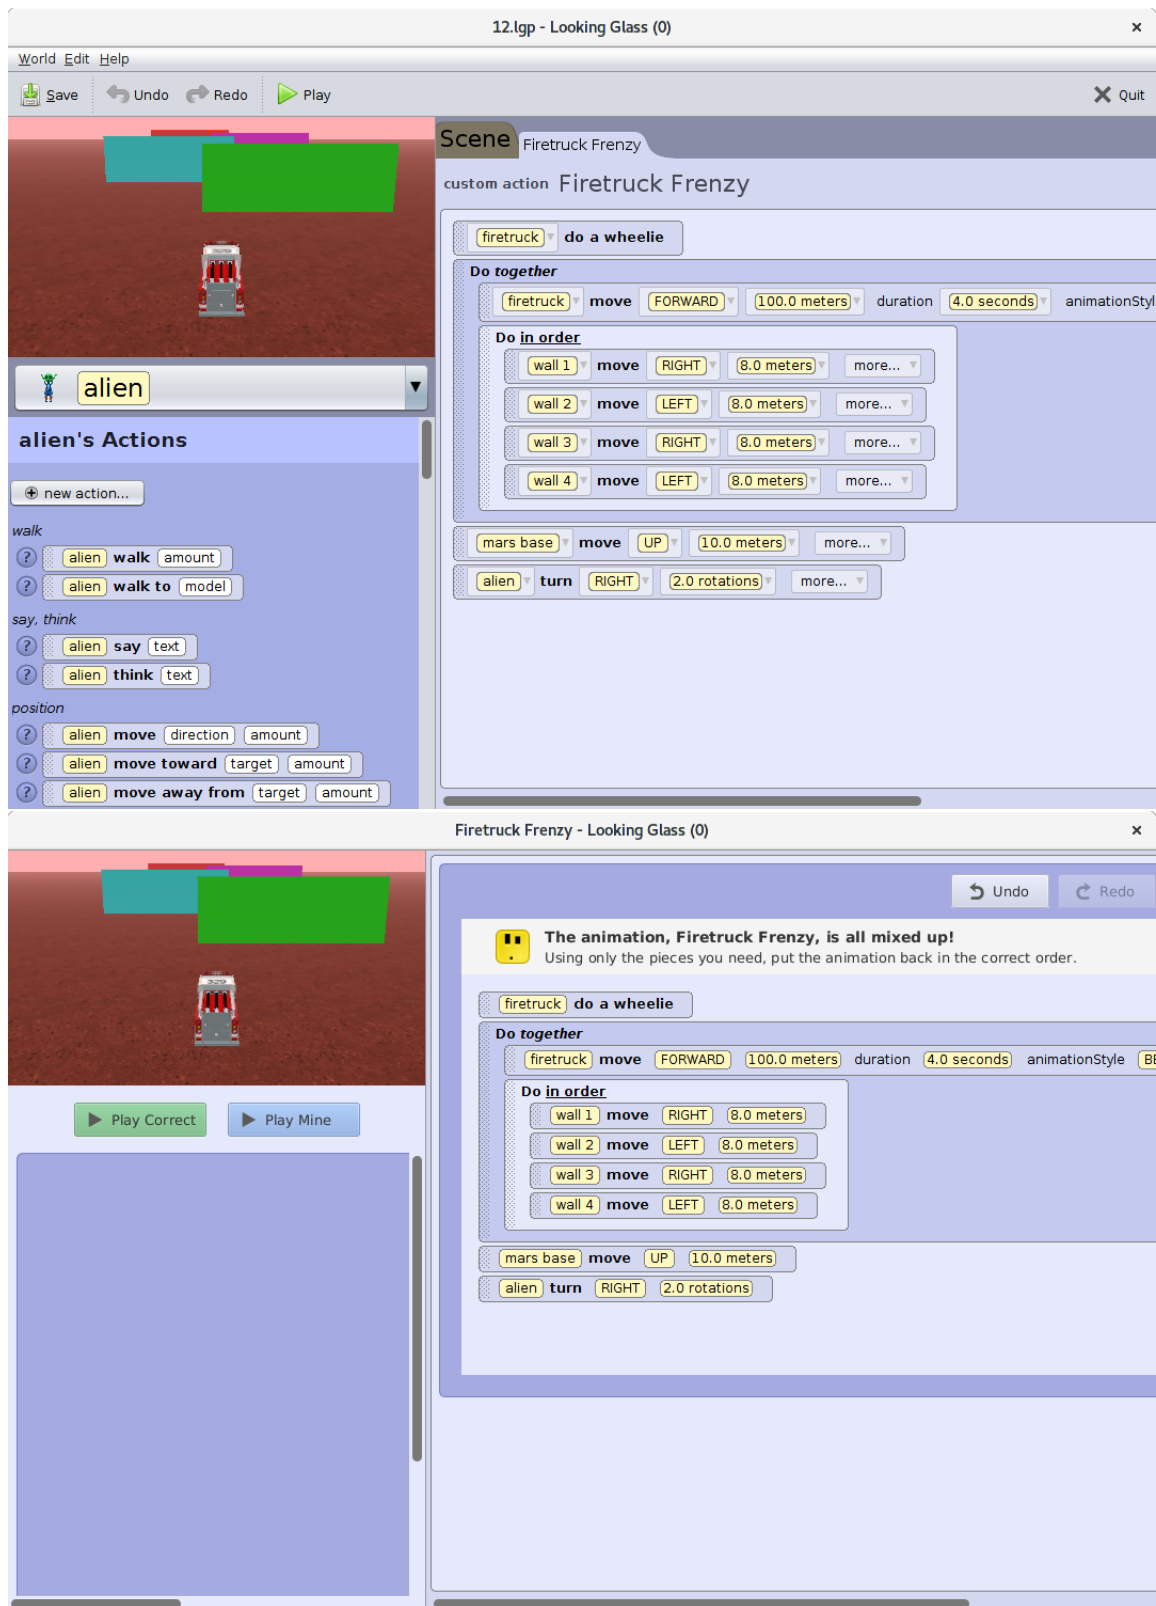 12.lgp - Looking Glass (0)
World Edit Help
Save Undo Redo Play Quit
Scene Firetruck Frenzy
custom action Firetruck Frenzy
firetruck do a wheelie
Do together
firetruck move FORWARD 100.0 meters duration 4.0 seconds animationStyl
Do in order
wall 1 move RIGHT 8.0 meters more...
wall 2 move LEFT 8.0 meters more...
wall 3 move RIGHT 8.0 meters more...
wall 4 move LEFT 8.0 meters more...
mars base move UP 10.0 meters more...
alien turn RIGHT 2.0 rotations more...
alien
alien's Actions
new action...
walk
? alien walk amount
? alien walk to model
say, think
? alien say text
? alien think text
position
? alien move direction amount
? alien move toward target amount
? alien move away from target amount
Firetruck Frenzy - Looking Glass (0)
Undo Redo
The animation, Firetruck Frenzy, is all mixed up!
Using only the pieces you need, put the animation back in the correct order.
Play Correct Play Mine
firetruck do a wheelie
Do together
firetruck move FORWARD 100.0 meters duration 4.0 seconds animationStyle
Do in order
wall 1 move RIGHT 8.0 meters
wall 2 move LEFT 8.0 meters
wall 3 move RIGHT 8.0 meters
wall 4 move LEFT 8.0 meters
mars base move UP 10.0 meters
alien turn RIGHT 2.0 rotations